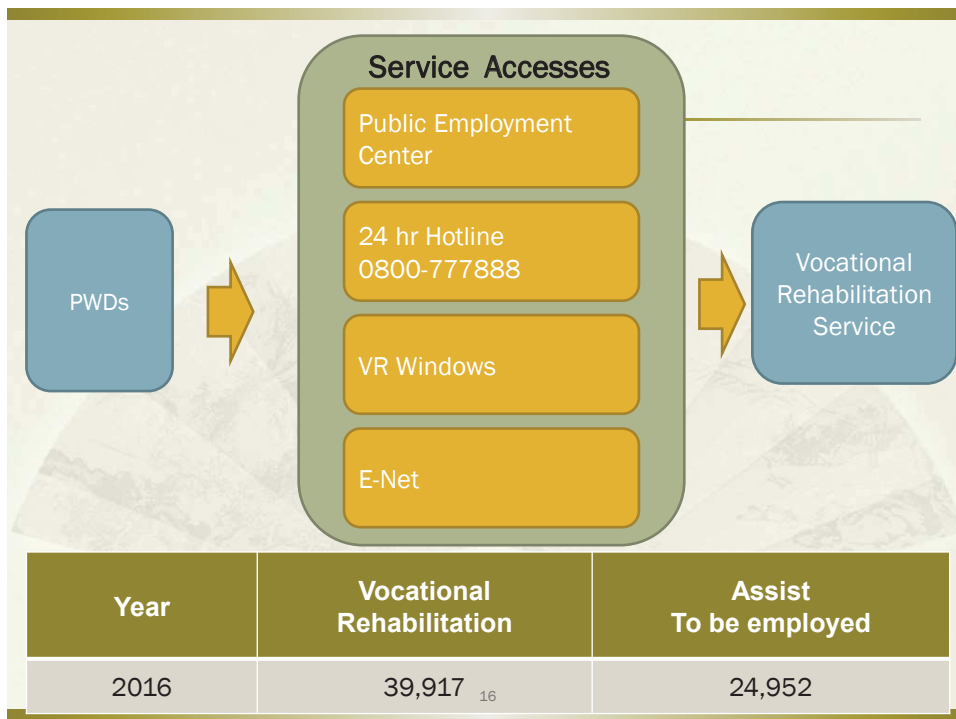 Service Accesses
Public Employment
Center
24 hr Hotline
0800-777888
VR Windows
E-Net
PWDs
Vocational
Rehabilitation
Service
Year
Vocational
Rehabilitation
Assist
To be employed
2016
39,917
24,952
16